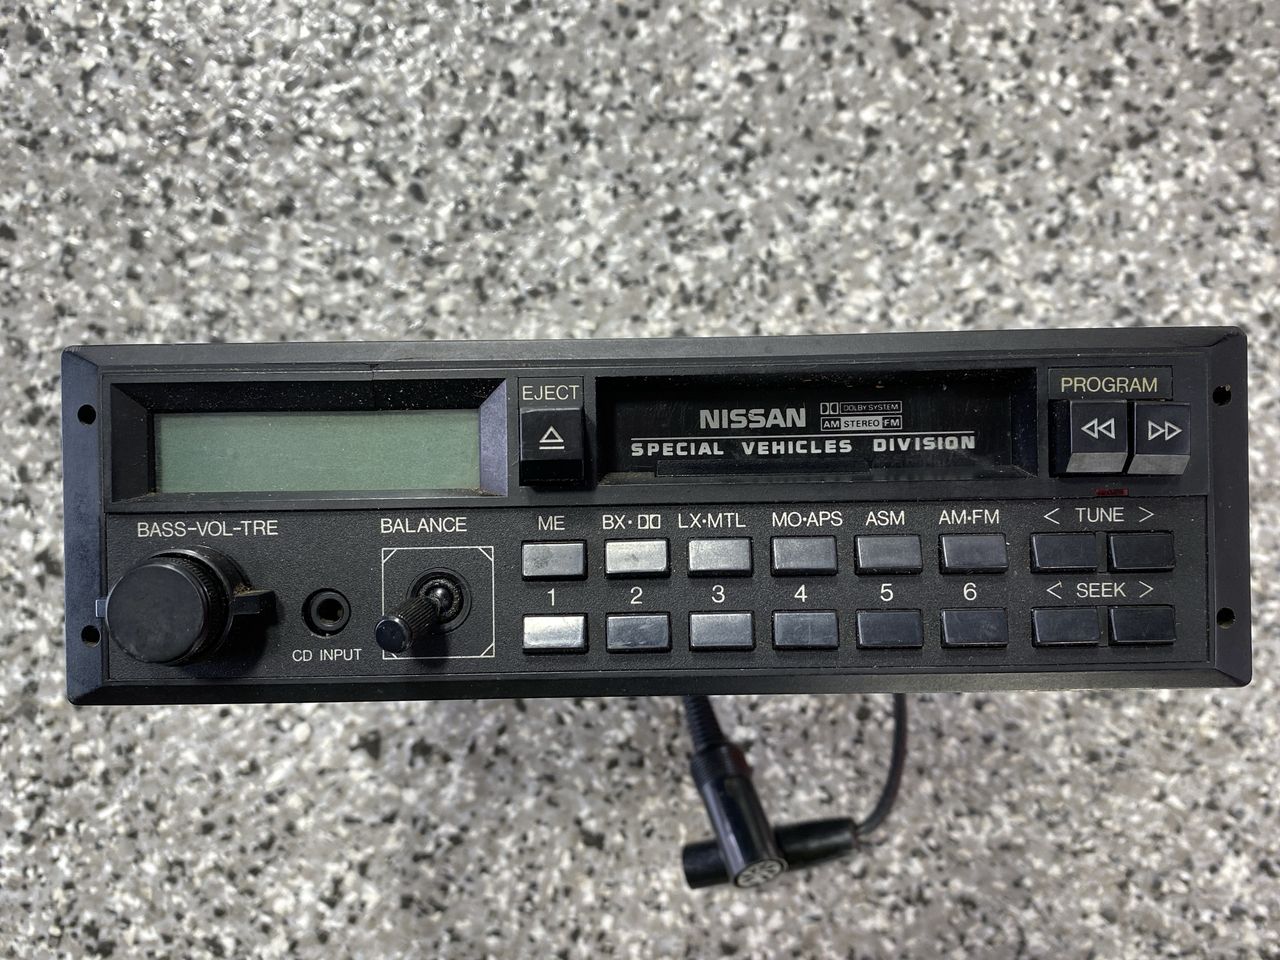 EJECT
PROGRAM
NISSAN
DOLBY SYSTEM
AM STEREO FM
SPECIAL VEHICLES DIVISION
BASS-VOL-TRE
BALANCE
ME BX· LX·MTL MO·APS ASM AM·FM < TUNE >
1 2 3 4 5 6 < SEEK >
CD INPUT